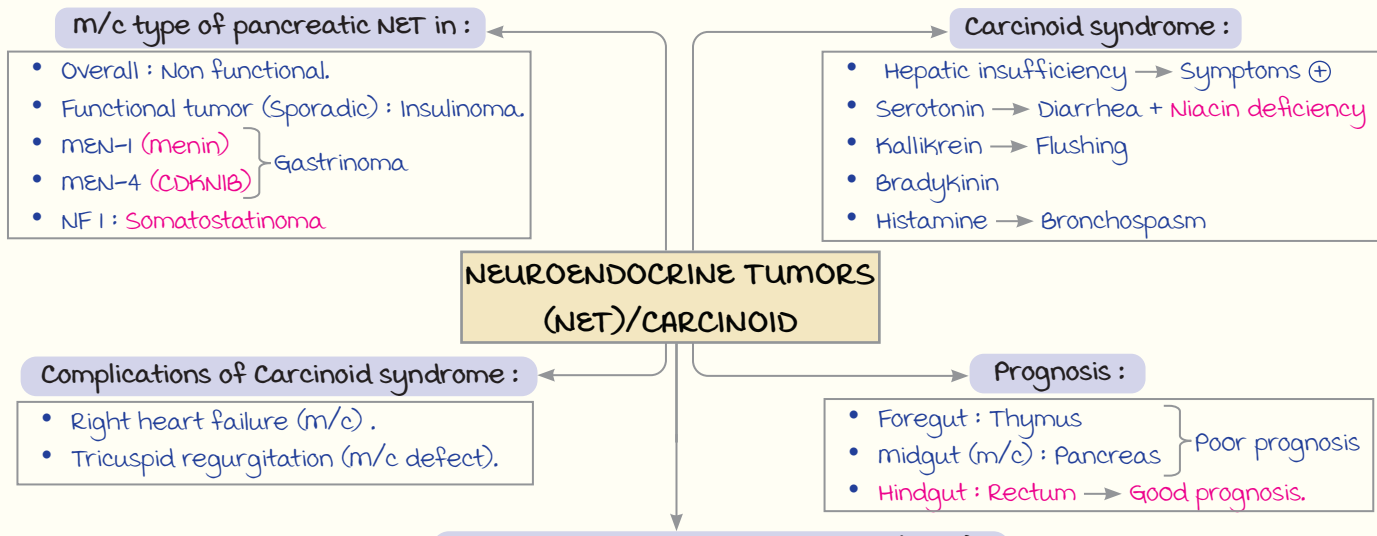 m/c type of pancreatic NET in :
• Overall : Non functional.
• Functional tumor (Sporadic) : Insulinoma.
• MEN-1 (menin)
• MEN-4 (CDKN1B)
Gastrinoma
• NF 1 : Somatostatinoma
Carcinoid syndrome :
• Hepatic insufficiency → Symptoms ⊕
• Serotonin → Diarrhea + Niacin deficiency
• Kallikrein → Flushing
• Bradykinin
• Histamine → Bronchospasm
NEUROENDOCRINE TUMORS
(NET)/CARCINOID
Complications of Carcinoid syndrome :
• Right heart failure (m/c) .
• Tricuspid regurgitation (m/c defect).
Prognosis :
• Foregut : Thymus
• midgut (m/c) : Pancreas
Poor prognosis
• Hindgut : Rectum → Good prognosis.